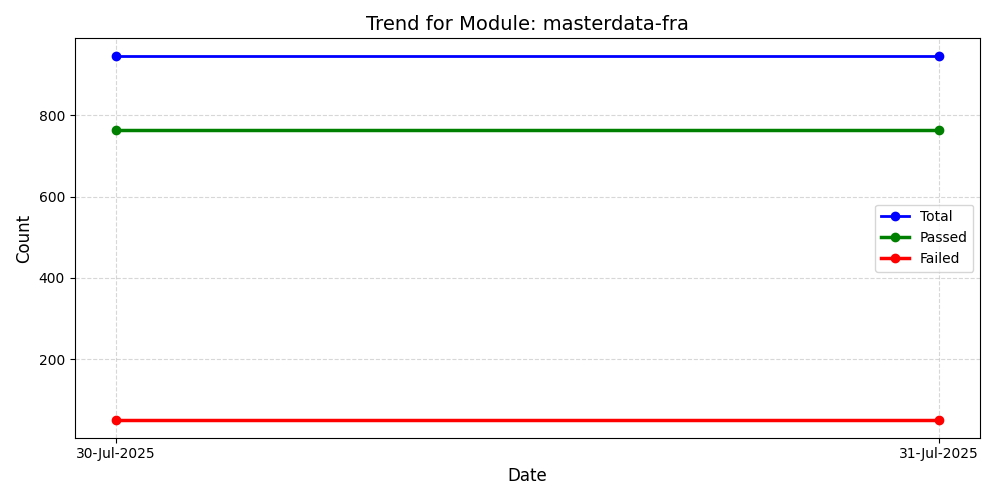 Trend for Module: masterdata-fra
800
600
400
200
Count
Total
Passed
Failed
30-Jul-2025
31-Jul-2025
Date